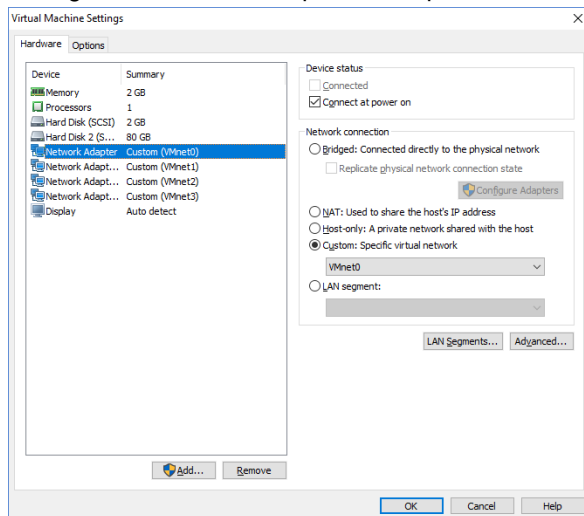 Virtual Machine Settings
Hardware Options
Device Summary
Memory 2 GB
Processors 1
Hard Disk (SCSI) 2 GB
Hard Disk 2 (S... 80 GB
Network Adapter Custom (VMnet0)
Network Adapt... Custom (VMnet1)
Network Adapt... Custom (VMnet2)
Network Adapt... Custom (VMnet3)
Display Auto detect
Add... Remove
Device status
Connected
Connect at power on
Network connection
Bridged: Connected directly to the physical network
Replicate physical network connection state
Configure Adapters
NAT: Used to share the host's IP address
Host-only: A private network shared with the host
Custom: Specific virtual network
VMnet0
LAN segment:
LAN Segments... Advanced...
OK Cancel Help